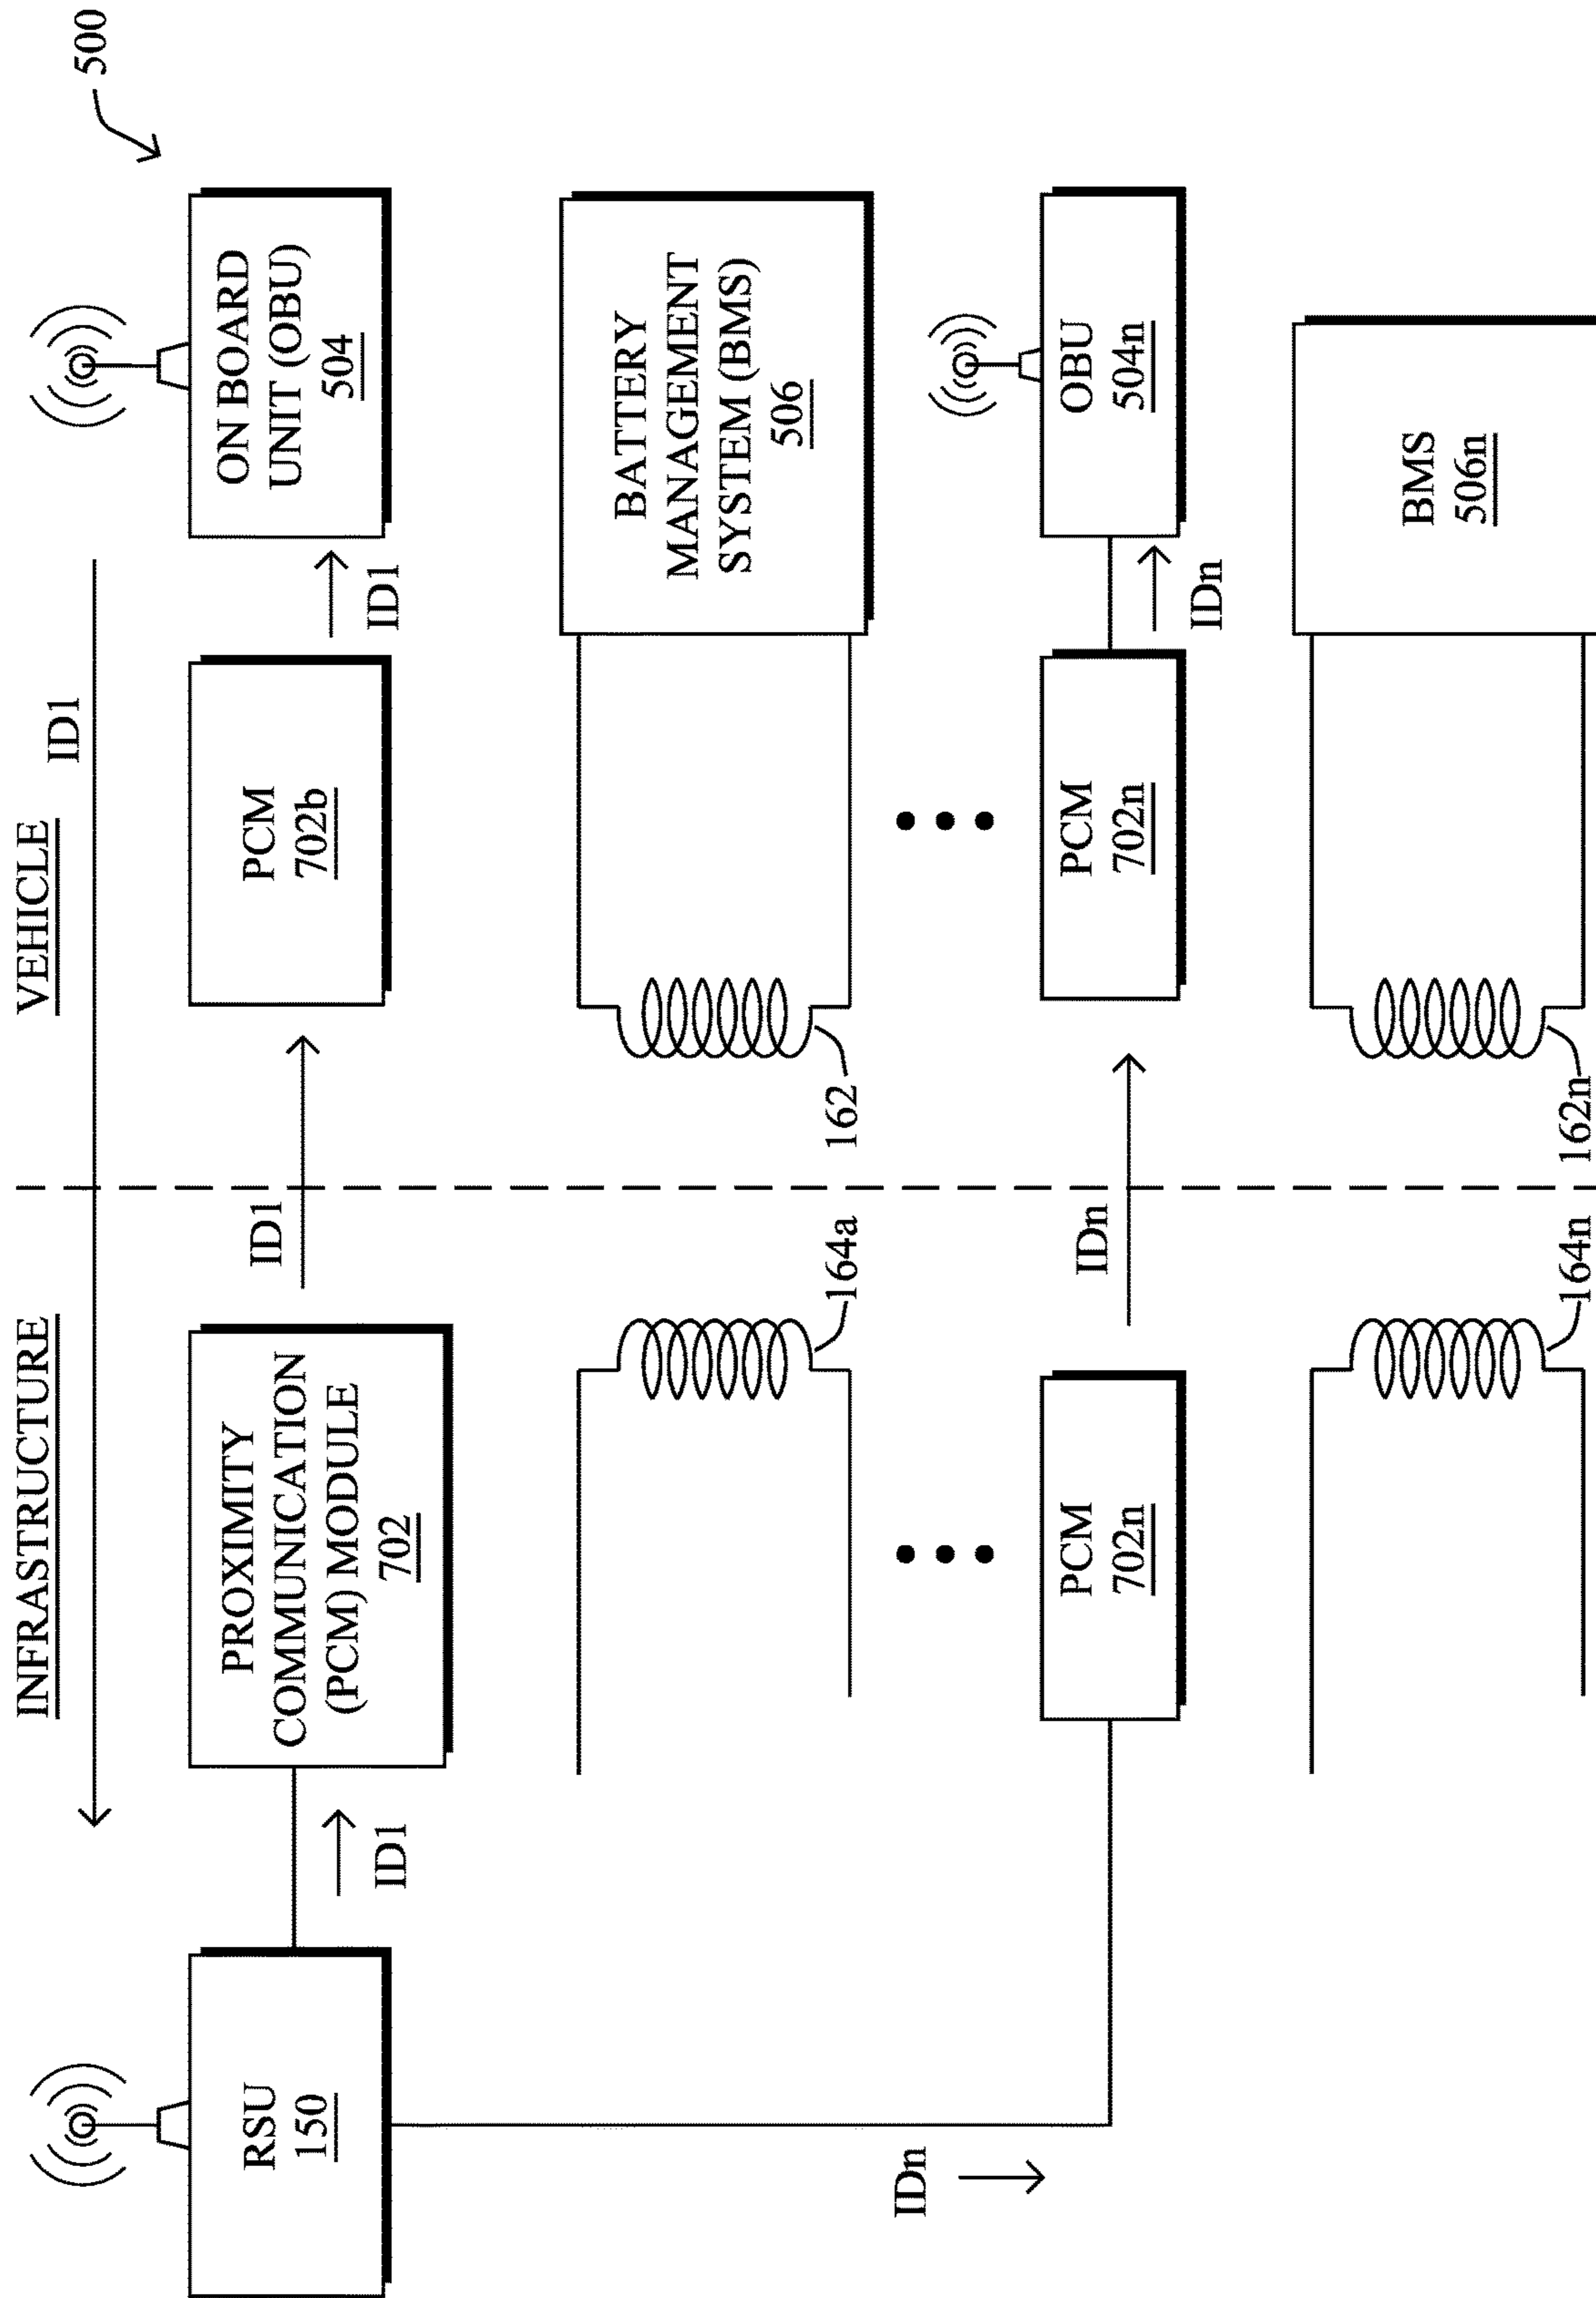 500
INFRASTRUCTURE
VEHICLE
ID1
RSU
150
ID1
PROXIMITY
COMMUNICATION
(PCM) MODULE
702
ID1
PCM
702b
ID1
ON BOARD
UNIT (OBU)
504
164a
162
BATTERY
MANAGEMENT
SYSTEM (BMS)
506
IDn
PCM
702n
IDn
PCM
702n
IDn
OBU
504n
164n
162n
BMS
506n